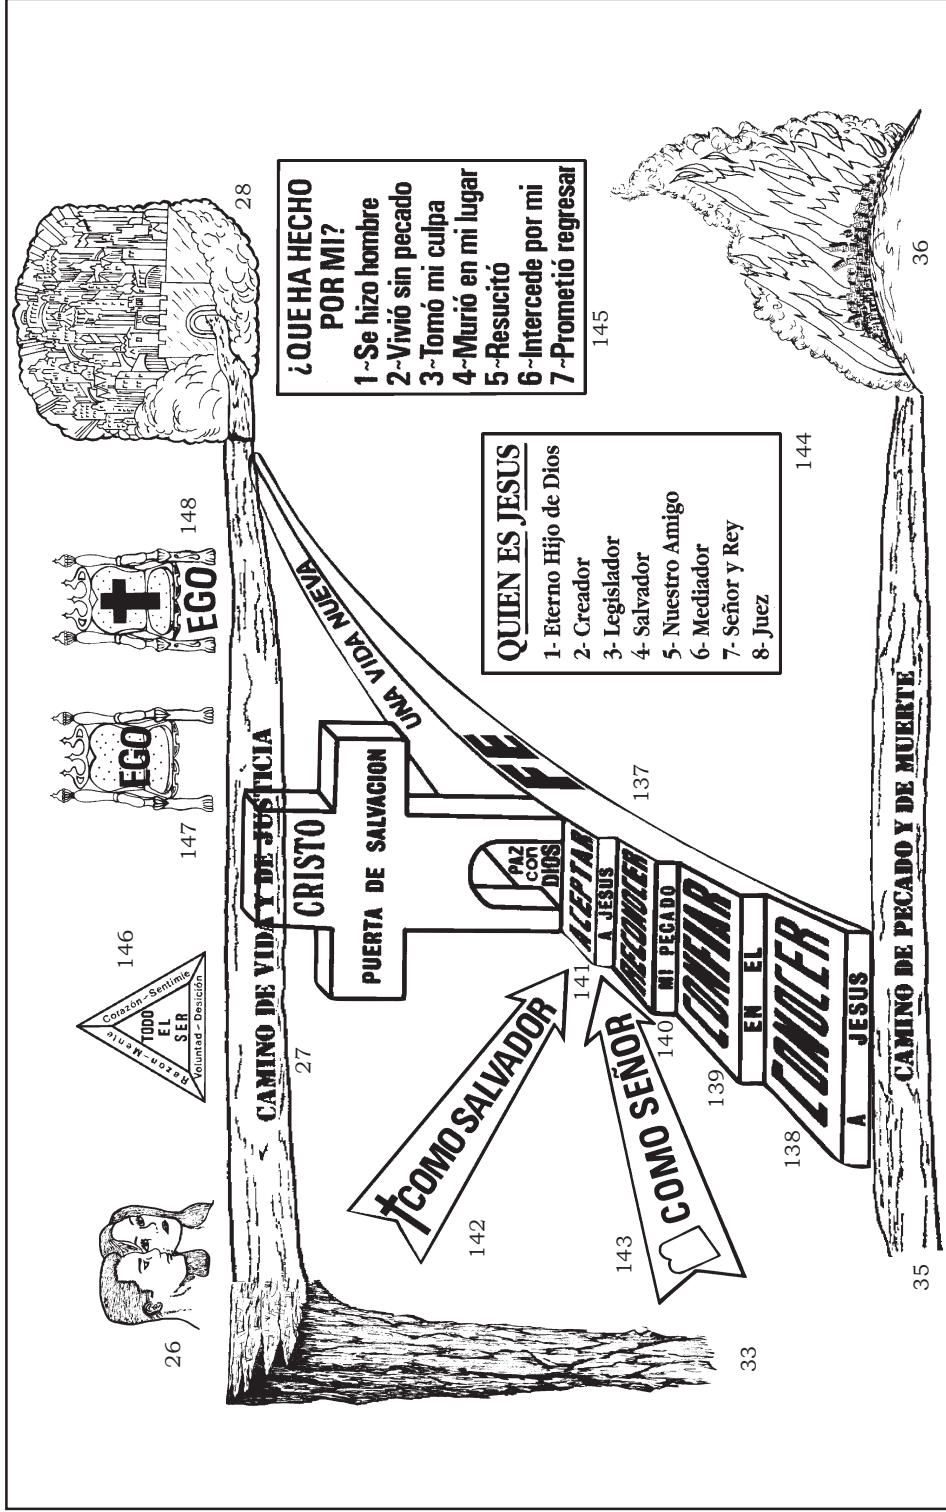 26
Razon-Mente
Corazón-Sentimie
Voluntad-Desición
TODO
EL
SER
146
EGO
147
EGO
148
28
CAMINO DE VIDA Y DE JUSTICIA
27
CRISTO
PUERTA DE SALVACION
PAZ
con
DIOS
UNA VIDA NUEVA
FE
137
¿QUE HA HECHO
POR MI?
1~Se hizo hombre
2~Vivió sin pecado
3~Tomó mi culpa
4~Murió en mi lugar
5~Resucitó
6~Intercede por mi
7~Prometió regresar
145
COMO SALVADOR
142
COMO SEÑOR
143
ACEPTAR
A JESUS
141
RECONOCER
MI PECADO
140
CONFIAR
EN EL
139
CONOCER
A JESUS
138
QUIEN ES JESUS
1- Eterno Hijo de Dios
2- Creador
3- Legislador
4- Salvador
5- Nuestro Amigo
6- Mediador
7- Señor y Rey
8- Juez
144
33
CAMINO DE PECADO Y DE MUERTE
35
36